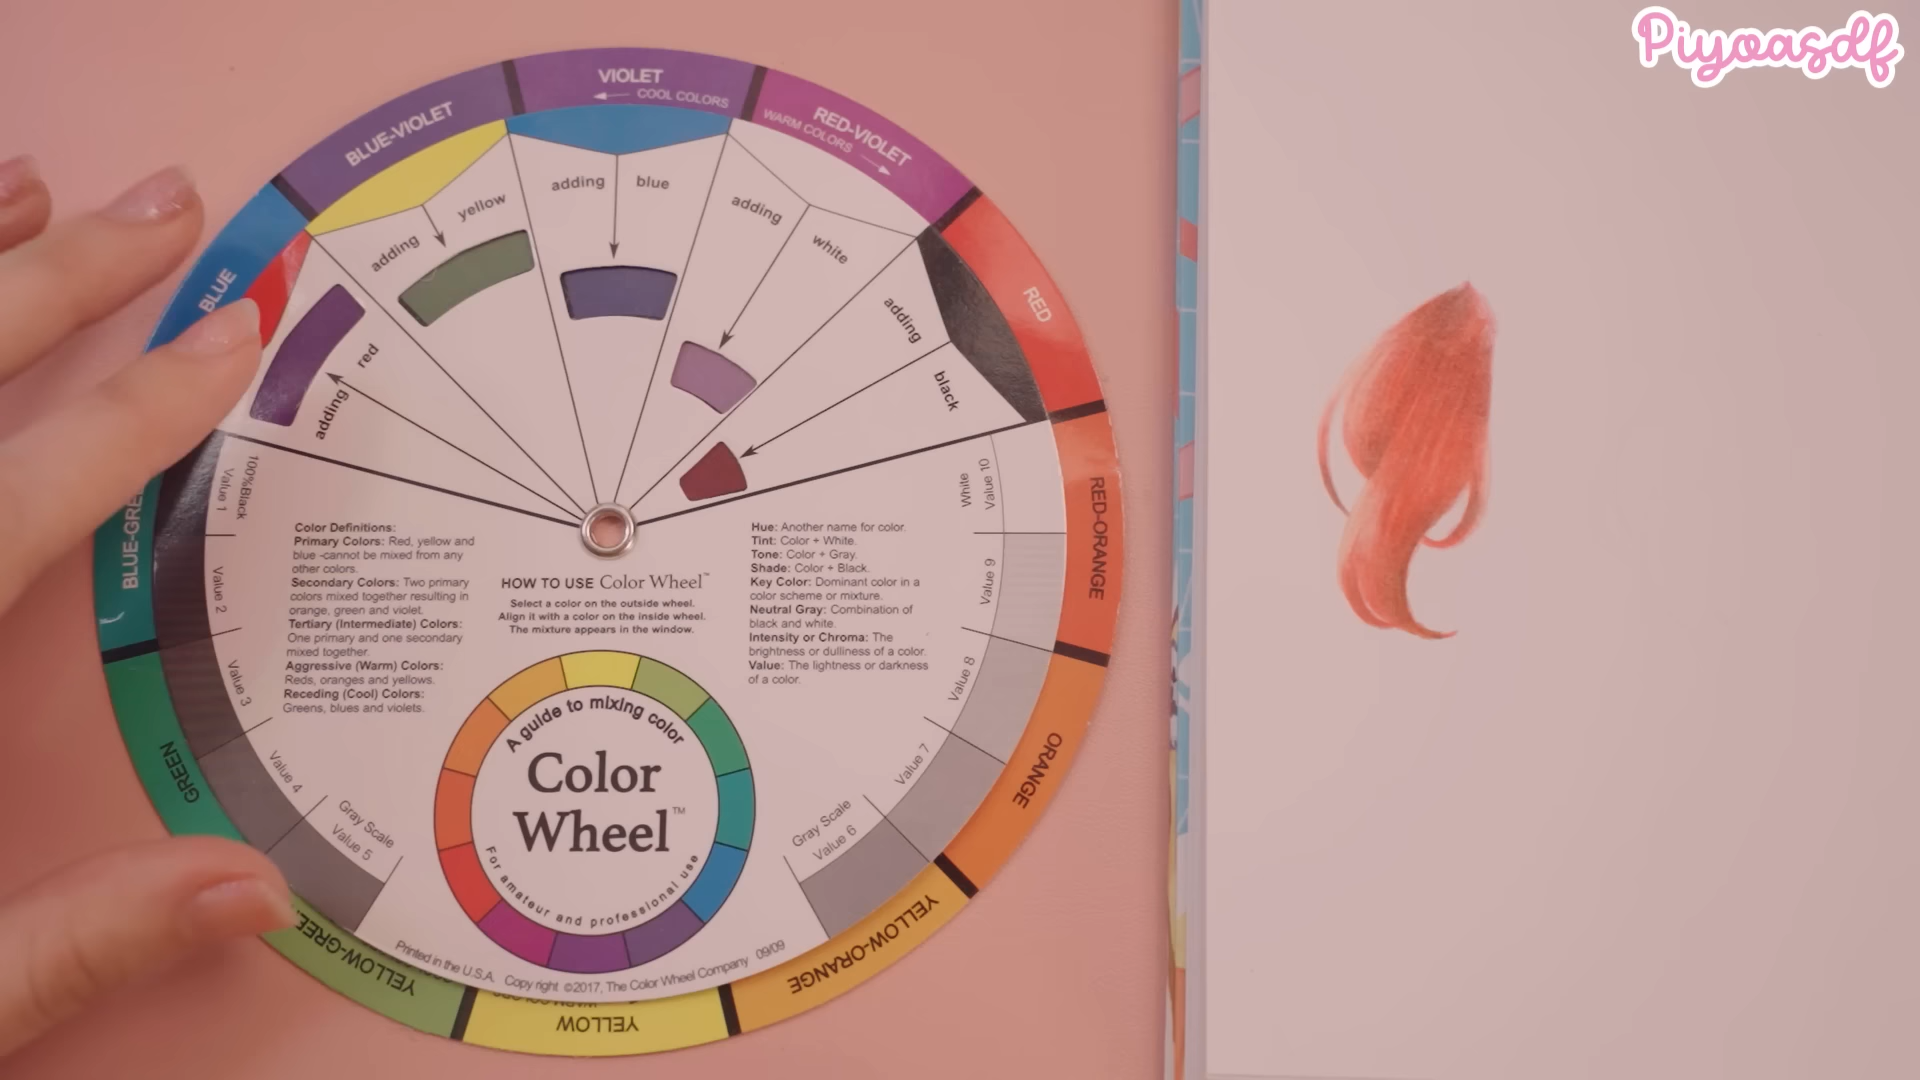 Piyoasdf
VIOLET
COOL COLORS
BLUE-VIOLET
RED-VIOLET
WARM COLORS
BLUE
RED
adding yellow
adding blue
adding white
adding black
adding red
100%Black
Value 1
Value 2
Value 3
Value 4
Gray Scale
Value 5
White
Value 10
Value 9
Value 8
Value 7
Gray Scale
Value 6
RED-ORANGE
ORANGE
YELLOW-ORANGE
YELLOW
GREEN
Color Definitions:
Primary Colors: Red, yellow and
blue -cannot be mixed from any
other colors.
Secondary Colors: Two primary
colors mixed together resulting in
orange, green and violet.
Tertiary (Intermediate) Colors:
One primary and one secondary
mixed together.
Aggressive (Warm) Colors:
Reds, oranges and yellows.
Receding (Cool) Colors:
Greens, blues and violets.
HOW TO USE Color Wheel™
Select a color on the outside wheel.
Align it with a color on the inside wheel.
The mixture appears in the window.
Hue: Another name for color.
Tint: Color + White.
Tone: Color + Gray.
Shade: Color + Black.
Key Color: Dominant color in a
color scheme or mixture.
Neutral Gray: Combination of
black and white.
Intensity or Chroma: The
brightness or dullness of a color.
Value: The lightness or darkness
of a color.
A guide to mixing color
Color
Wheel™
For amateur and professional use
Printed in the U.S.A. Copyright ©2017, The Color Wheel Company 09/09